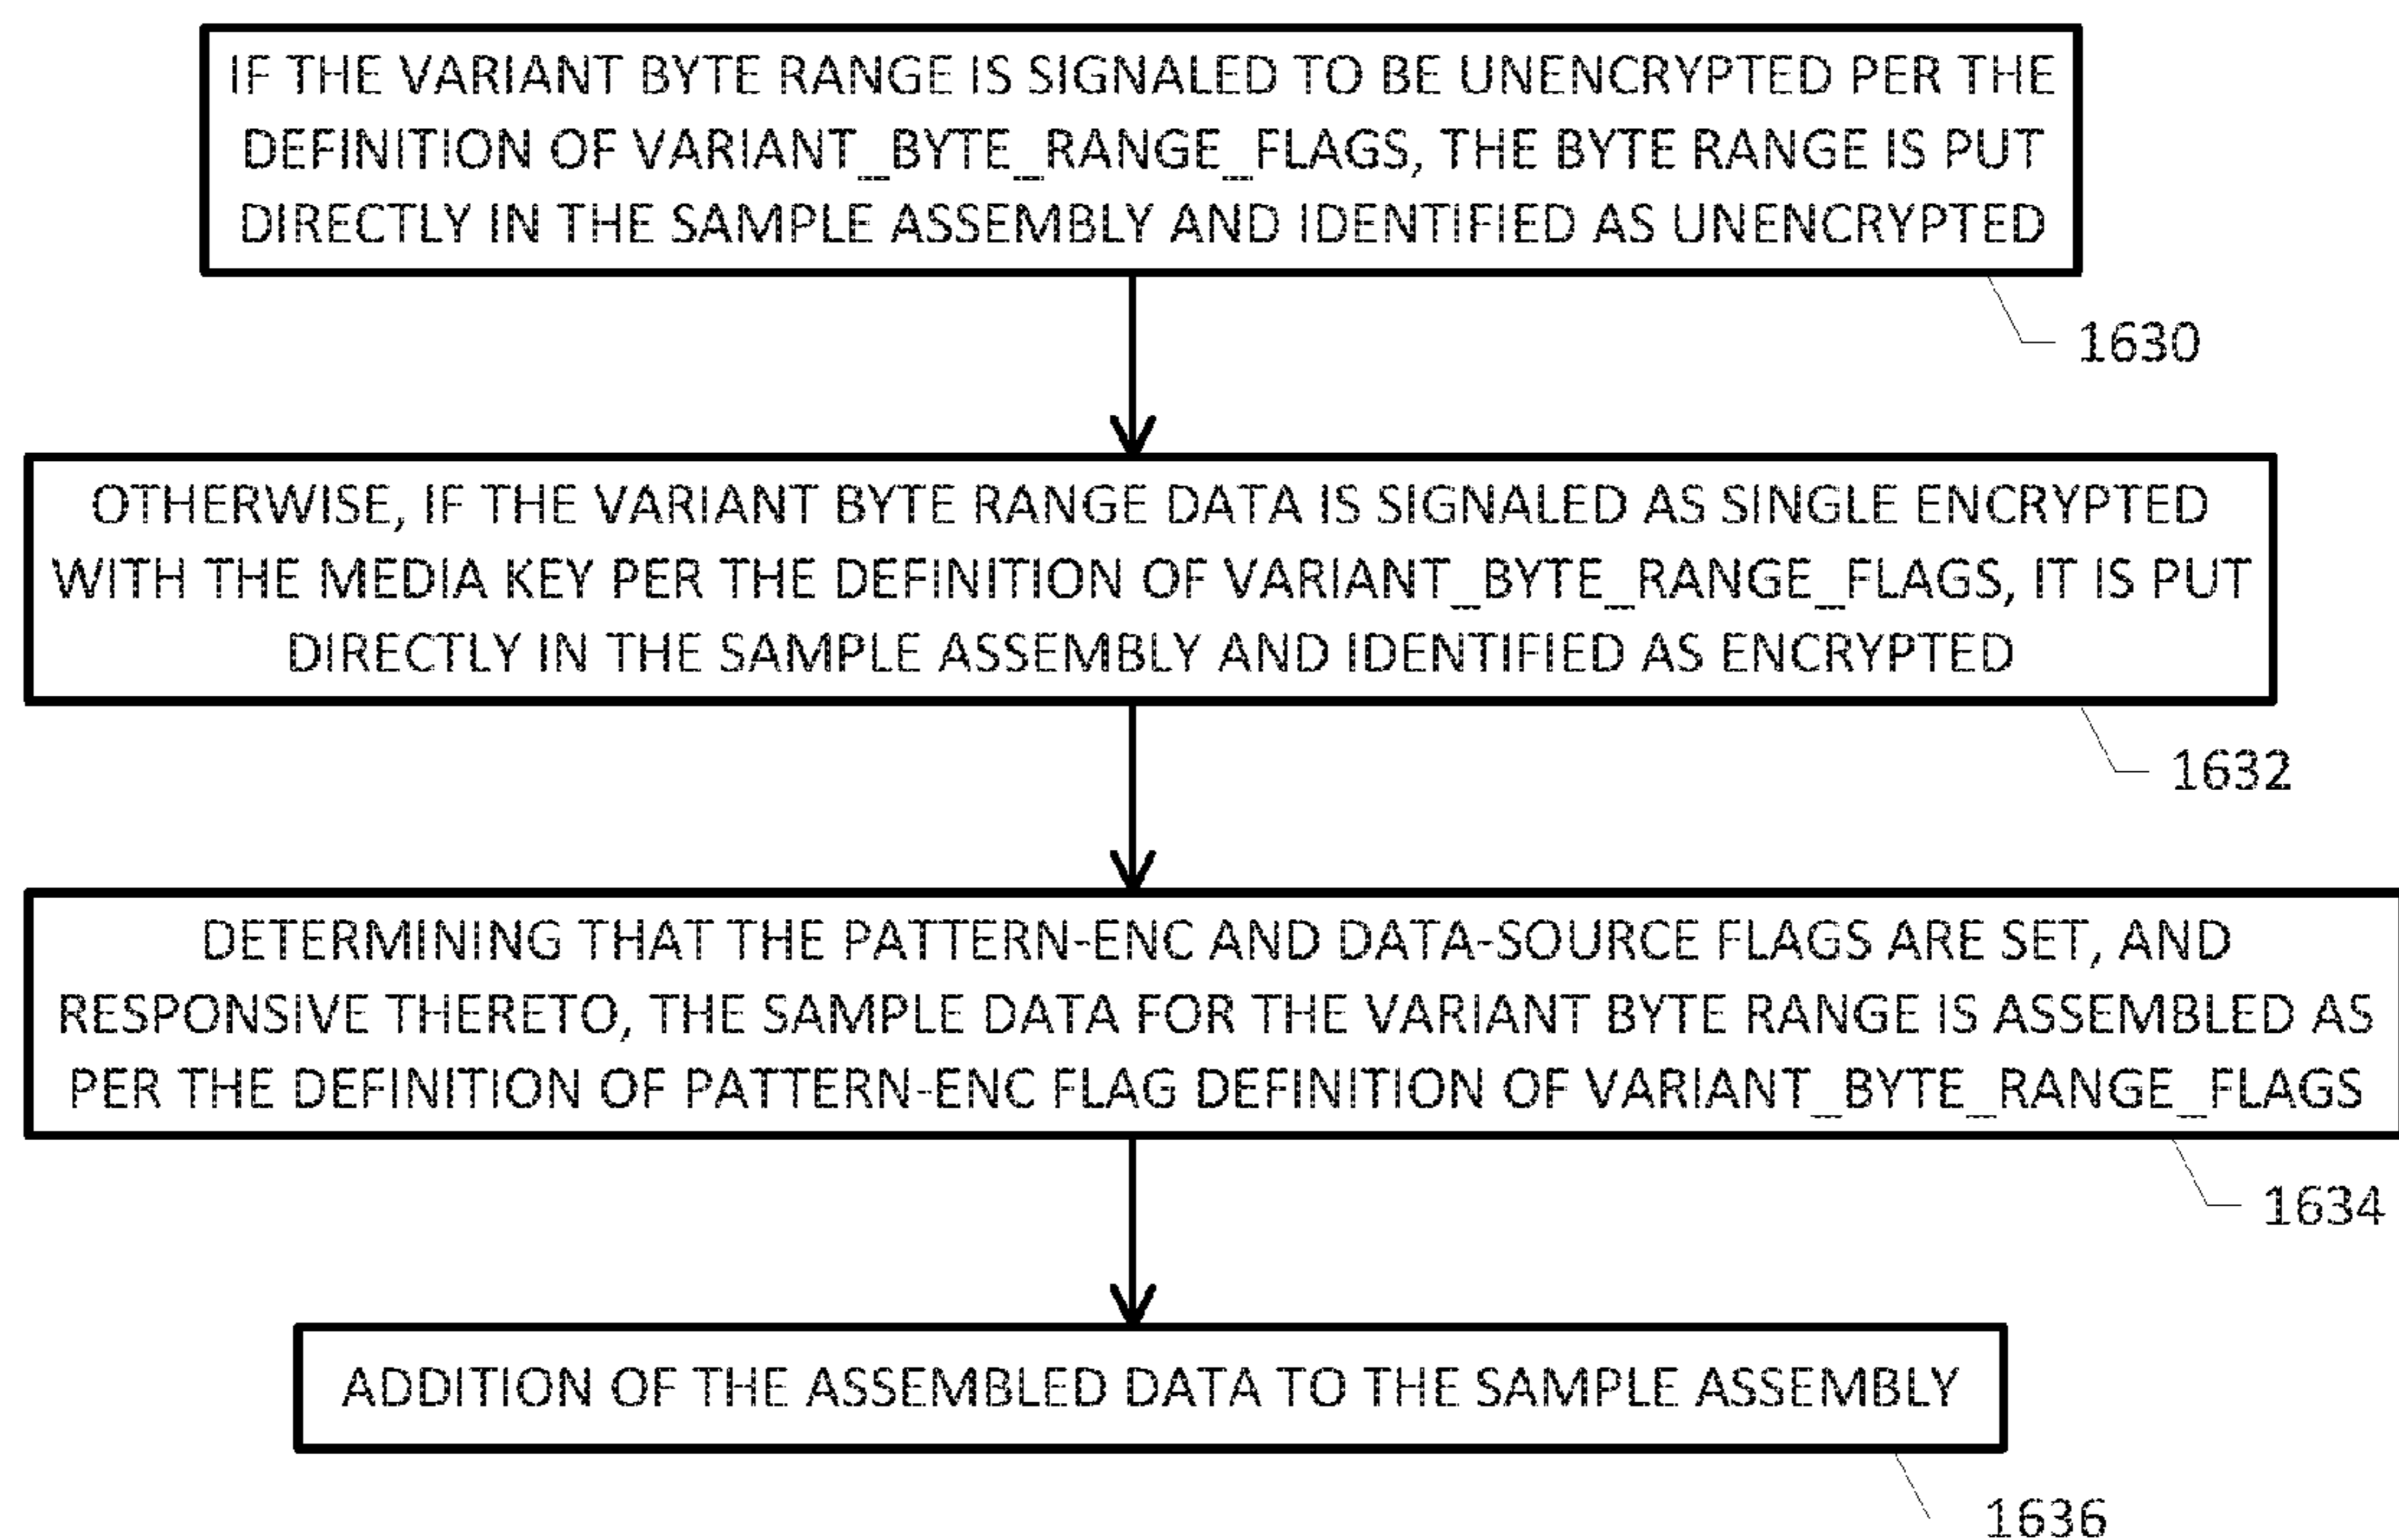 IF THE VARIANT BYTE RANGE IS SIGNALED TO BE UNENCRYPTED PER THE
DEFINITION OF VARIANT_BYTE_RANGE_FLAGS, THE BYTE RANGE IS PUT
DIRECTLY IN THE SAMPLE ASSEMBLY AND IDENTIFIED AS UNENCRYPTED
1630
OTHERWISE, IF THE VARIANT BYTE RANGE DATA IS SIGNALED AS SINGLE ENCRYPTED
WITH THE MEDIA KEY PER THE DEFINITION OF VARIANT_BYTE_RANGE_FLAGS, IT IS PUT
DIRECTLY IN THE SAMPLE ASSEMBLY AND IDENTIFIED AS ENCRYPTED
1632
DETERMINING THAT THE PATTERN-ENC AND DATA-SOURCE FLAGS ARE SET, AND
RESPONSIVE THERETO, THE SAMPLE DATA FOR THE VARIANT BYTE RANGE IS ASSEMBLED AS
PER THE DEFINITION OF PATTERN-ENC FLAG DEFINITION OF VARIANT_BYTE_RANGE_FLAGS
1634
ADDITION OF THE ASSEMBLED DATA TO THE SAMPLE ASSEMBLY
1636